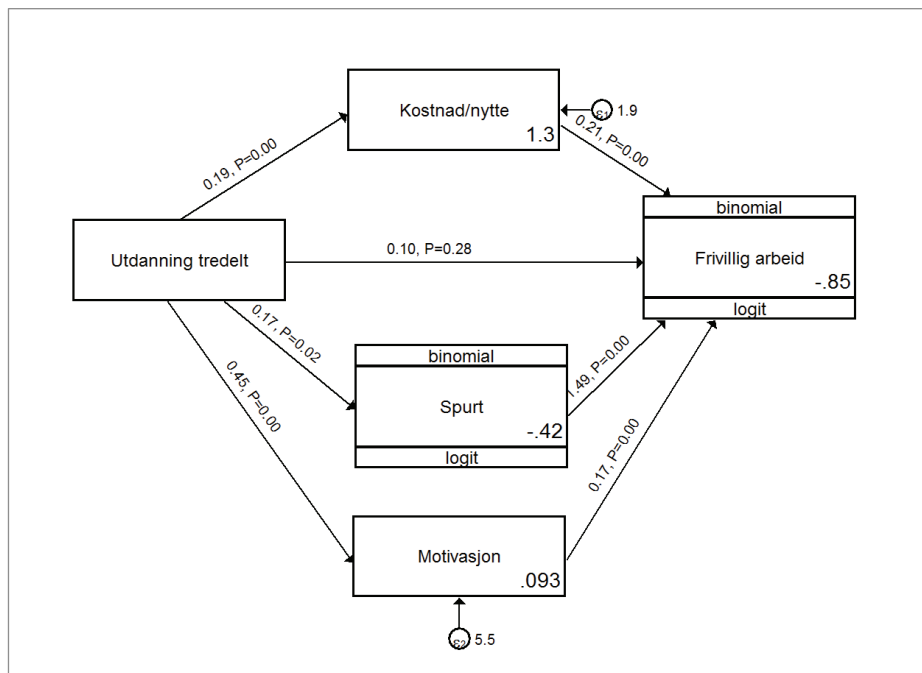 Kostnad/nytte
1.3
ε1 1.9
0.19, P=0.00
0.21, P=0.00
binomial
Frivillig arbeid
-.85
logit
Utdanning tredelt
0.10, P=0.28
0.17, P=0.02
binomial
Spurt
-.42
logit
1.49, P=0.00
0.45, P=0.00
0.17, P=0.00
Motivasjon
.093
ε2 5.5